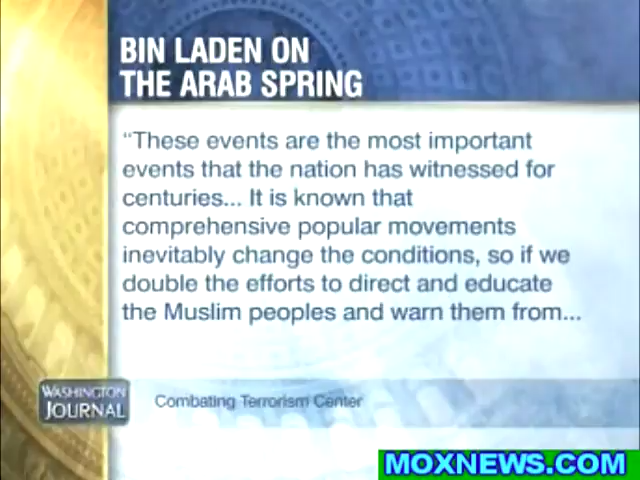 BIN LADEN ON
THE ARAB SPRING
“These events are the most important
events that the nation has witnessed for
centuries... It is known that
comprehensive popular movements
inevitably change the conditions, so if we
double the efforts to direct and educate
the Muslim peoples and warn them from...
WASHINGTON
JOURNAL
Combating Terrorism Center
MOXNEWS.COM